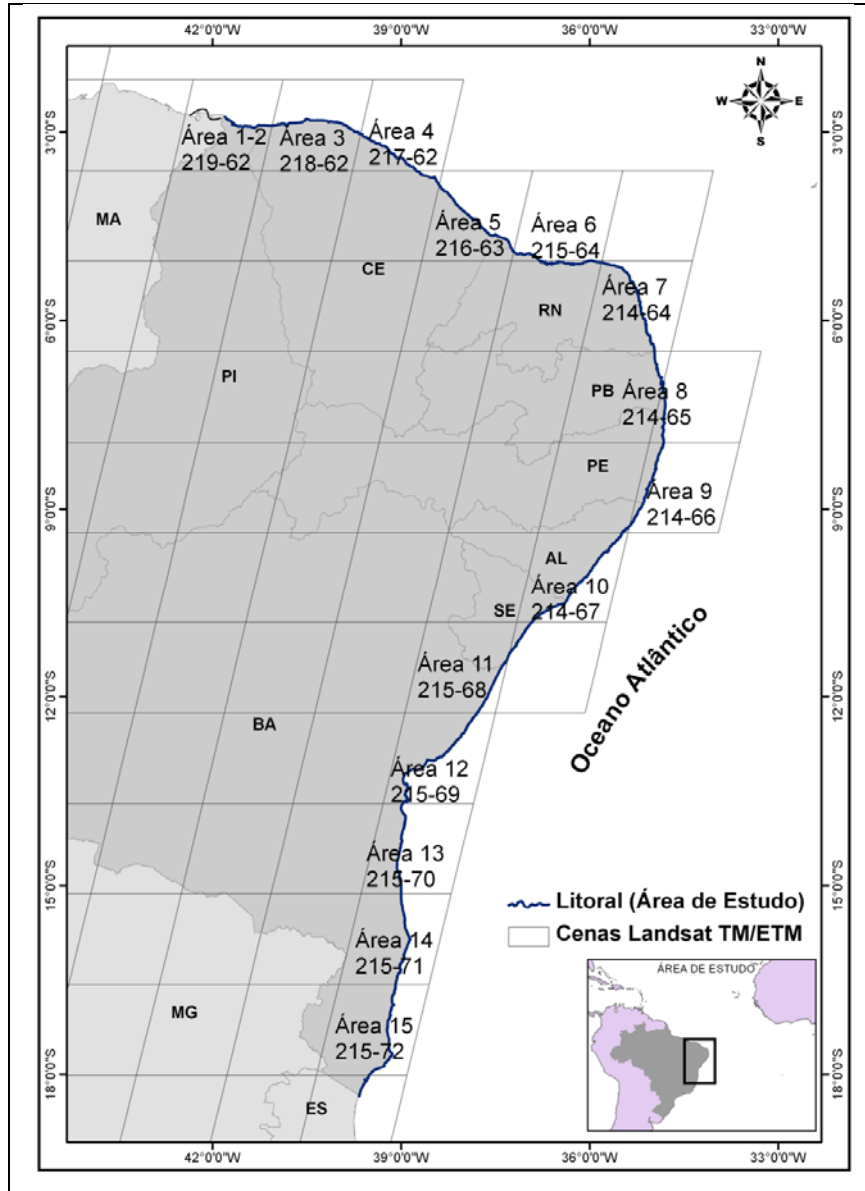 42°0'0"W
39°0'0"W
36°0'0"W
33°0'0"W
N
W
E
S
3°0'0"S
3°0'0"S
Área 1-2
219-62
Área 3
218-62
Área 4
217-62
MA
Área 5
216-63
Área 6
215-64
CE
Área 7
214-64
RN
6°0'0"S
6°0'0"S
PI
PB
Área 8
214-65
PE
Área 9
214-66
9°0'0"S
9°0'0"S
AL
Área 10
214-67
SE
Área 11
215-68
Oceano Atlântico
12°0'0"S
12°0'0"S
BA
Área 12
215-69
Área 13
215-70
15°0'0"S
15°0'0"S
Litoral (Área de Estudo)
Cenas Landsat TM/ETM
Área 14
215-71
ÁREA DE ESTUDO
MG
Área 15
215-72
18°0'0"S
18°0'0"S
ES
42°0'0"W
39°0'0"W
36°0'0"W
33°0'0"W